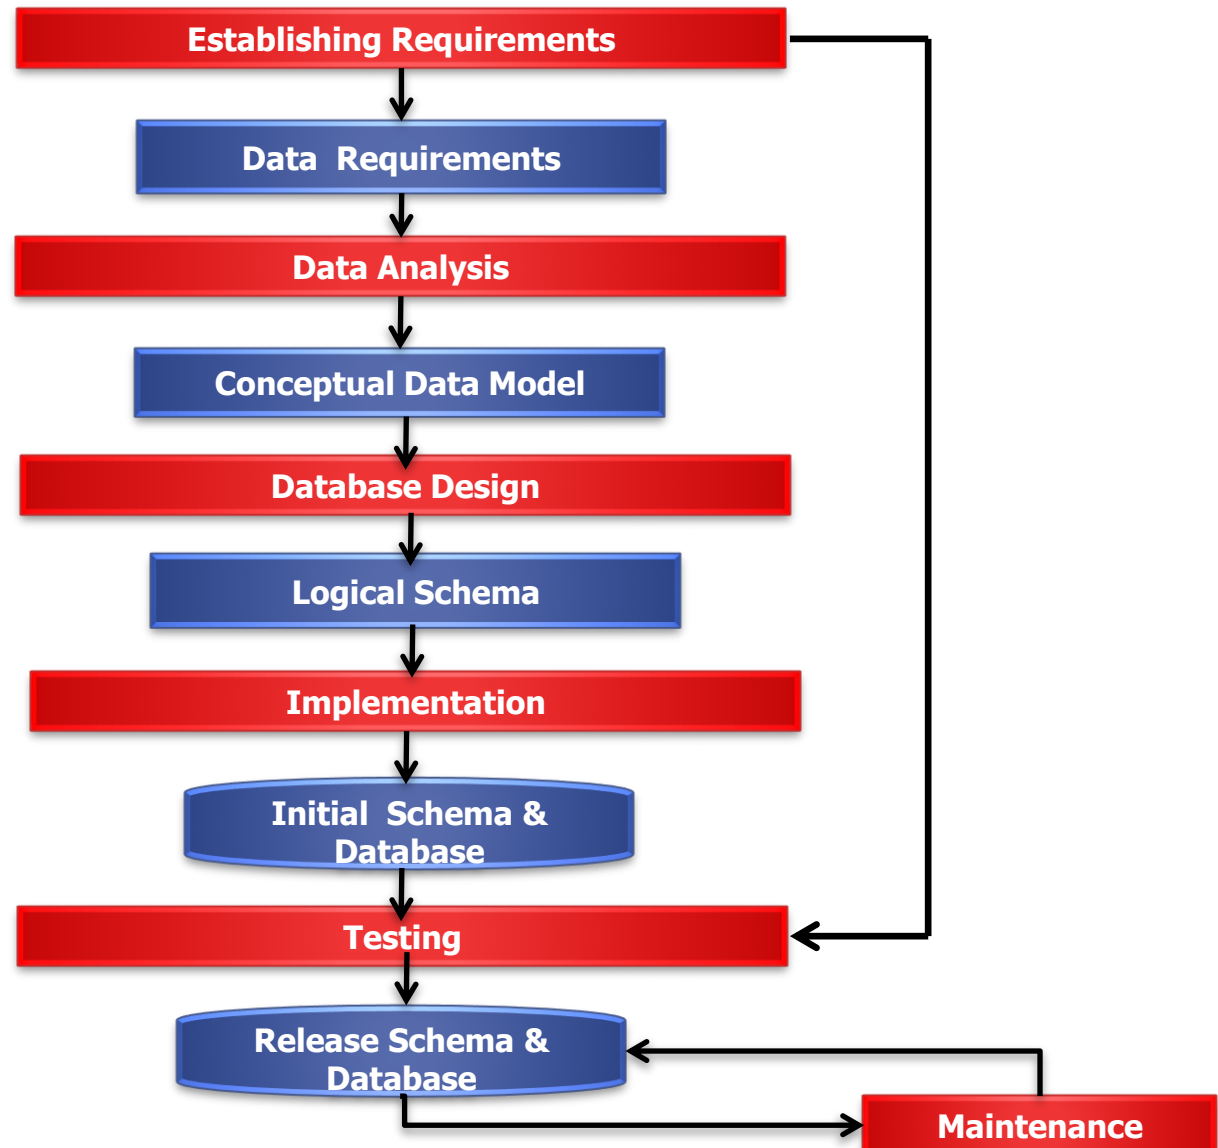 Establishing Requirements
Data Requirements
Data Analysis
Conceptual Data Model
Database Design
Logical Schema
Implementation
Initial Schema &
Database
Testing
Release Schema &
Database
Maintenance